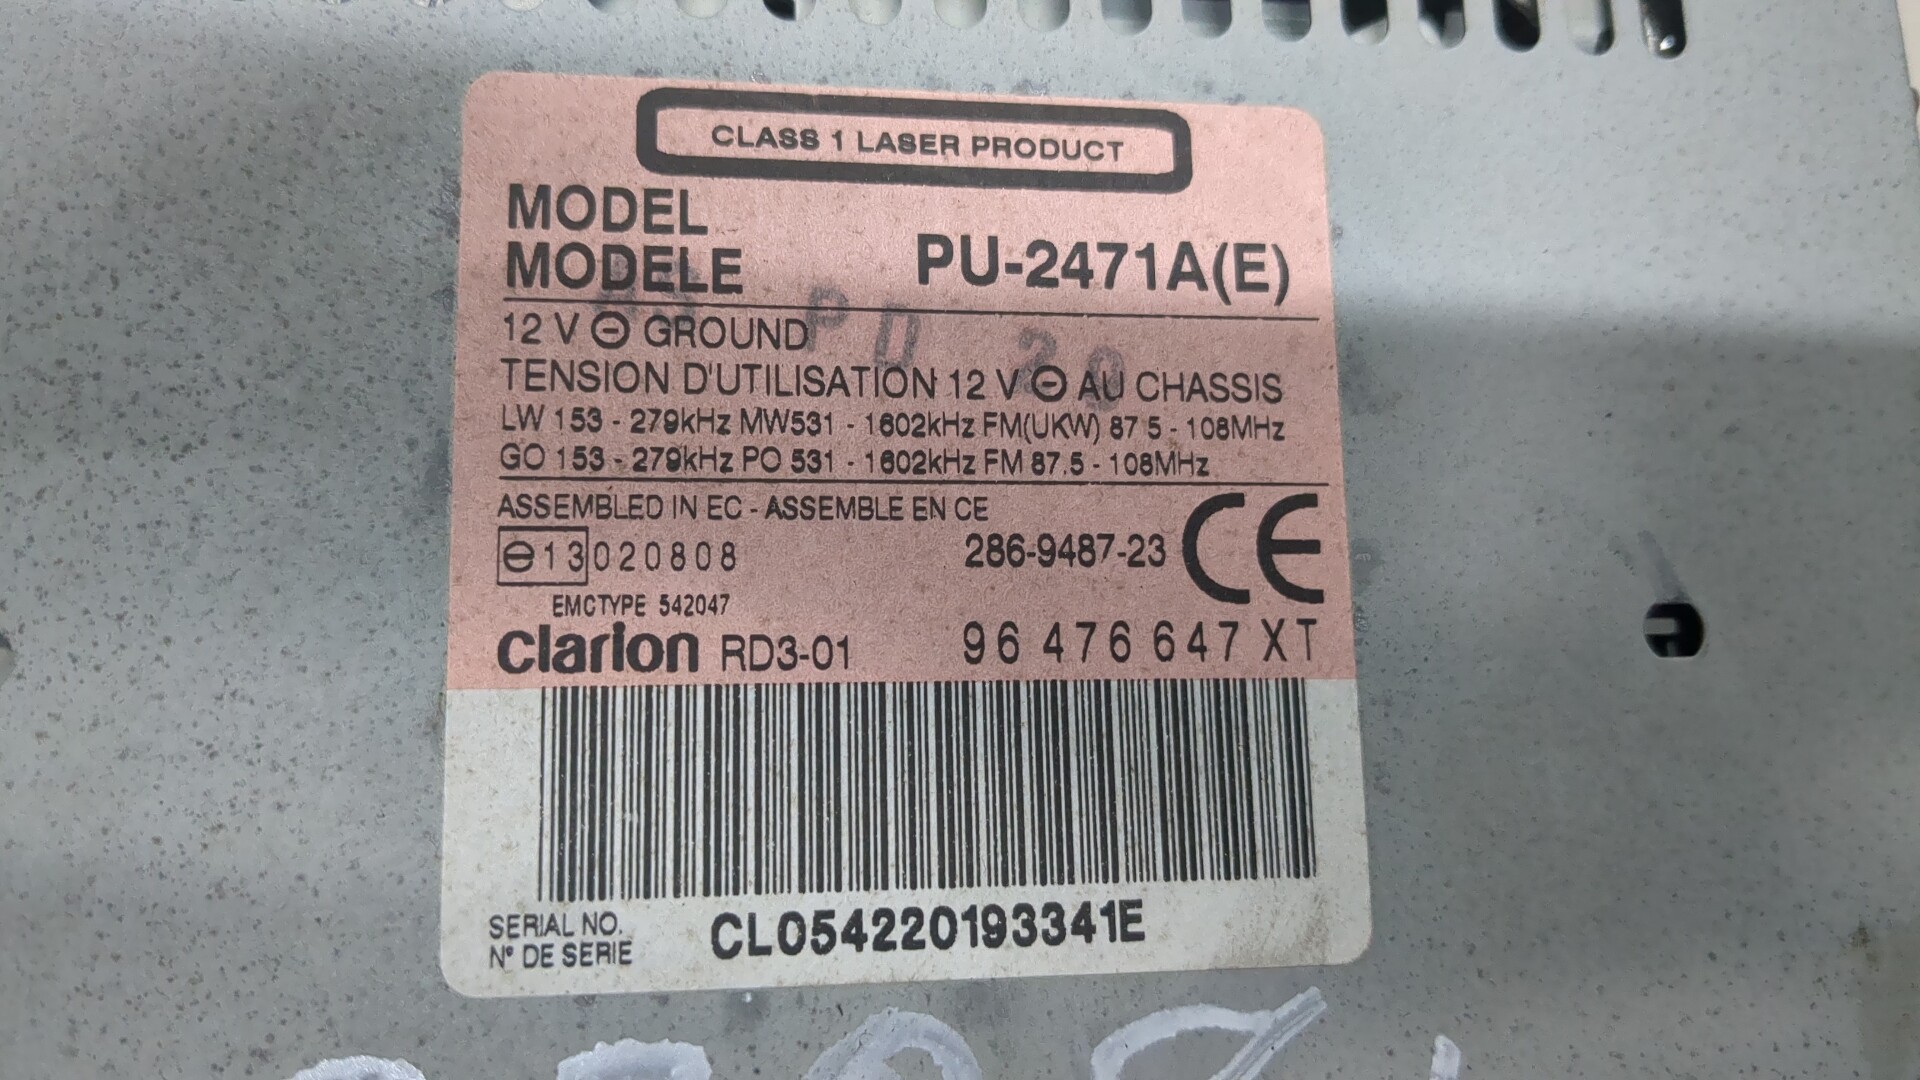 CLASS 1 LASER PRODUCT
MODEL
MODELE PU-2471A(E)
12 V ⊖ GROUND
TENSION D'UTILISATION 12 V ⊖ AU CHASSIS
LW 153 - 279kHz MW531 - 1602kHz FM(UKW) 87 5 - 108MHz
GO 153 - 279kHz PO 531 - 1602kHz FM 87.5 - 108MHz
ASSEMBLED IN EC - ASSEMBLE EN CE
e13 020808 286-9487-23 CE
EMCTYPE 542047
clarion RD3-01 96 476 647 XT
SERIAL NO.
N° DE SERIE CL054220193341E
PD 20